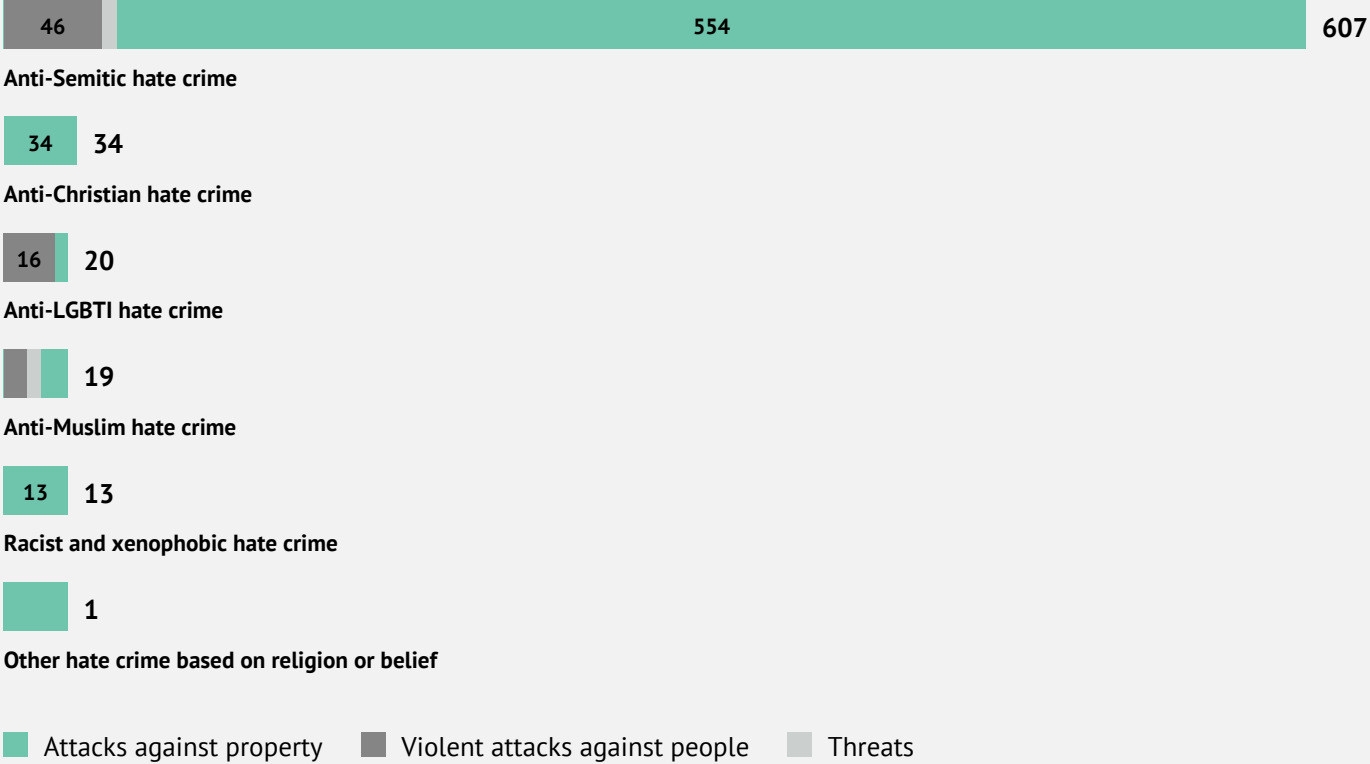 46 554 607
Anti-Semitic hate crime
34 34
Anti-Christian hate crime
16 20
Anti-LGBTI hate crime
19
Anti-Muslim hate crime
13 13
Racist and xenophobic hate crime
1
Other hate crime based on religion or belief
Attacks against property Violent attacks against people Threats